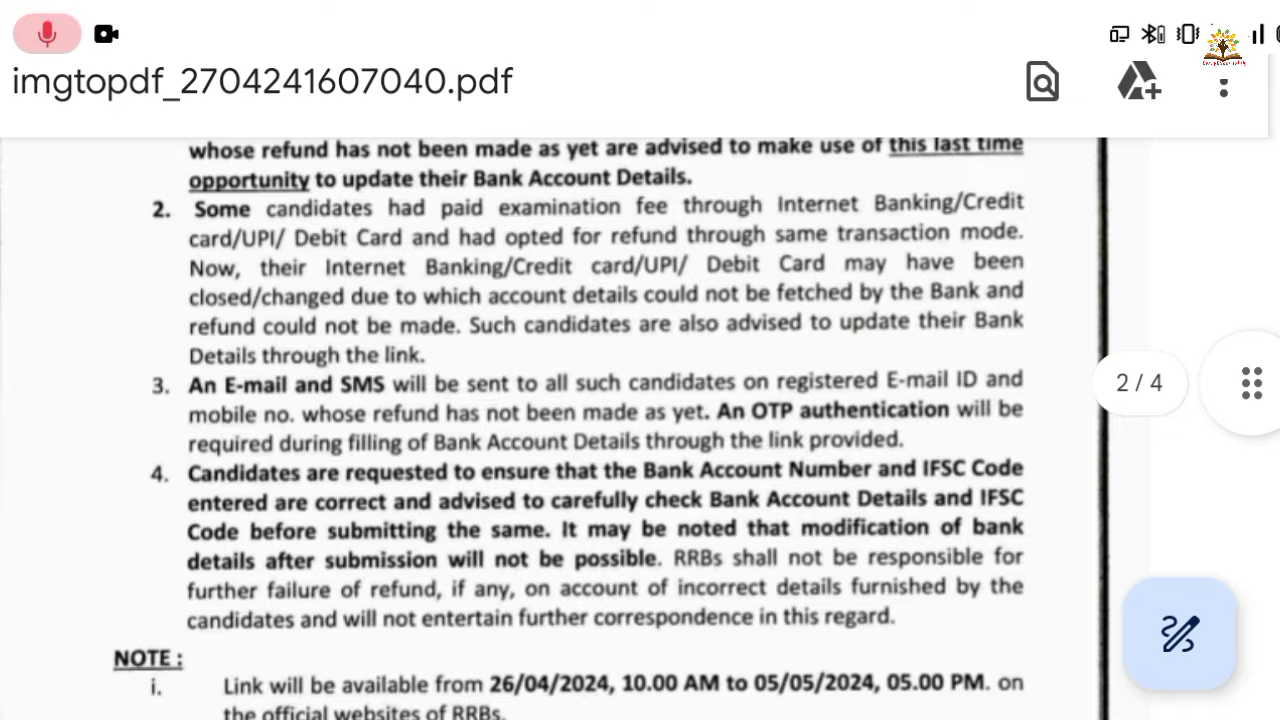 imgtopdf_2704241607040.pdf
whose refund has not been made as yet are advised to make use of this last time
opportunity to update their Bank Account Details.
2. Some candidates had paid examination fee through Internet Banking/Credit
card/UPI/ Debit Card and had opted for refund through same transaction mode.
Now, their Internet Banking/Credit card/UPI/ Debit Card may have been
closed/changed due to which account details could not be fetched by the Bank and
refund could not be made. Such candidates are also advised to update their Bank
Details through the link.
3. An E-mail and SMS will be sent to all such candidates on registered E-mail ID and
mobile no. whose refund has not been made as yet. An OTP authentication will be
required during filling of Bank Account Details through the link provided.
4. Candidates are requested to ensure that the Bank Account Number and IFSC Code
entered are correct and advised to carefully check Bank Account Details and IFSC
Code before submitting the same. It may be noted that modification of bank
details after submission will not be possible. RRBs shall not be responsible for
further failure of refund, if any, on account of incorrect details furnished by the
candidates and will not entertain further correspondence in this regard.
NOTE :
i. Link will be available from 26/04/2024, 10.00 AM to 05/05/2024, 05.00 PM. on
the official websites of RRBs.
2 / 4